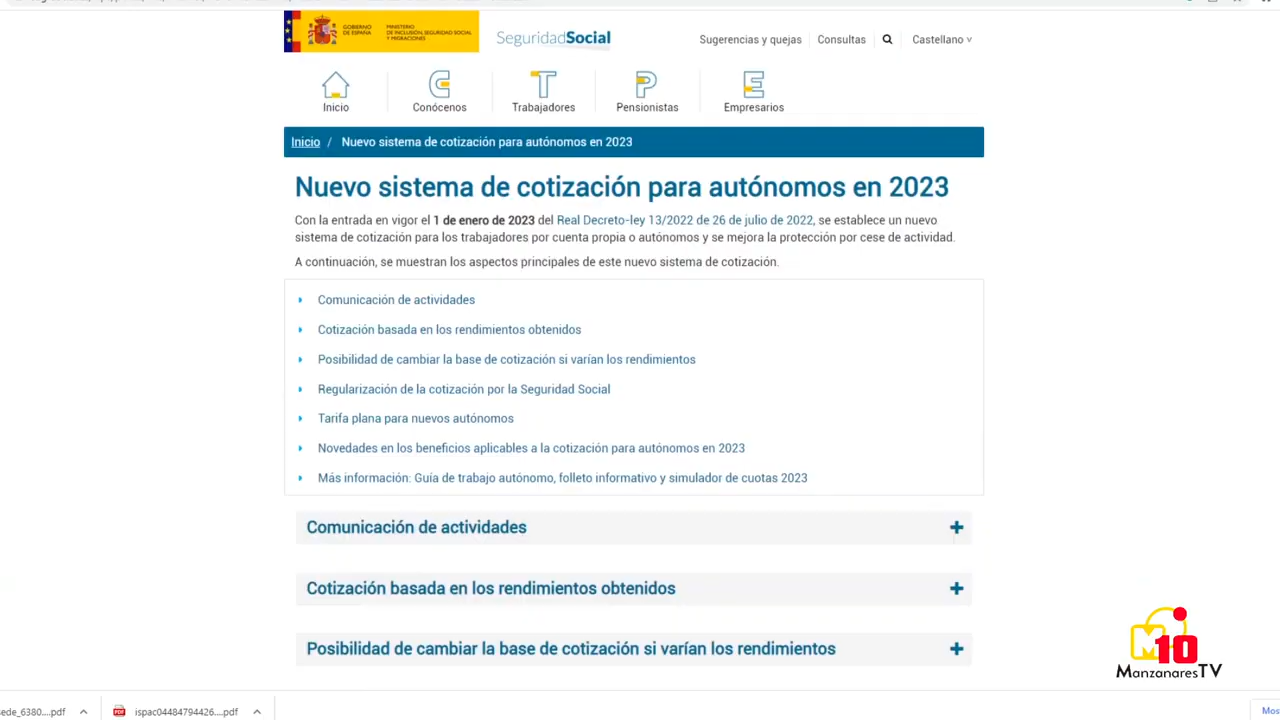 GOBIERNO
DE ESPAÑA
MINISTERIO
DE INCLUSIÓN, SEGURIDAD SOCIAL
Y MIGRACIONES
SeguridadSocial
Sugerencias y quejas
Consultas
Castellano
Inicio
Conócenos
Trabajadores
Pensionistas
Empresarios
Inicio / Nuevo sistema de cotización para autónomos en 2023
Nuevo sistema de cotización para autónomos en 2023
Con la entrada en vigor el 1 de enero de 2023 del Real Decreto-ley 13/2022 de 26 de julio de 2022, se establece un nuevo
sistema de cotización para los trabajadores por cuenta propia o autónomos y se mejora la protección por cese de actividad.
A continuación, se muestran los aspectos principales de este nuevo sistema de cotización.
Comunicación de actividades
Cotización basada en los rendimientos obtenidos
Posibilidad de cambiar la base de cotización si varían los rendimientos
Regularización de la cotización por la Seguridad Social
Tarifa plana para nuevos autónomos
Novedades en los beneficios aplicables a la cotización para autónomos en 2023
Más información: Guía de trabajo autónomo, folleto informativo y simulador de cuotas 2023
Comunicación de actividades
Cotización basada en los rendimientos obtenidos
Posibilidad de cambiar la base de cotización si varían los rendimientos
M10
ManzanaresTV
sede_6380....pdf
PDF
ispac04484794426....pdf
Mos